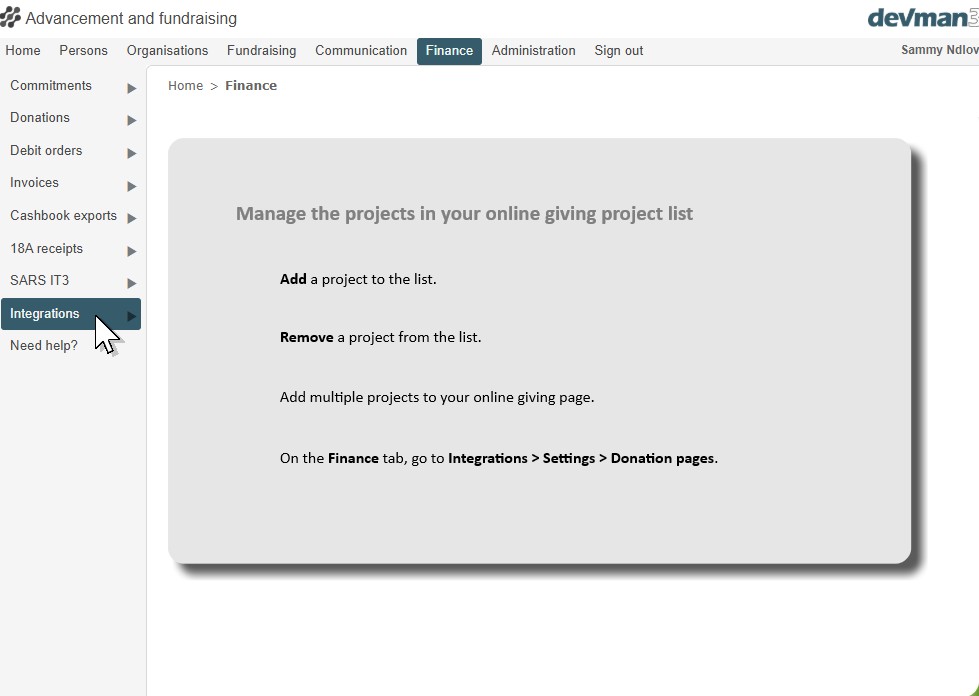 Advancement and fundraising
devman3
Home Persons Organisations Fundraising Communication Finance Administration Sign out
Sammy Ndlov
Commitments
Donations
Debit orders
Invoices
Cashbook exports
18A receipts
SARS IT3
Integrations
Need help?
Home > Finance
Manage the projects in your online giving project list
Add a project to the list.
Remove a project from the list.
Add multiple projects to your online giving page.
On the Finance tab, go to Integrations > Settings > Donation pages.